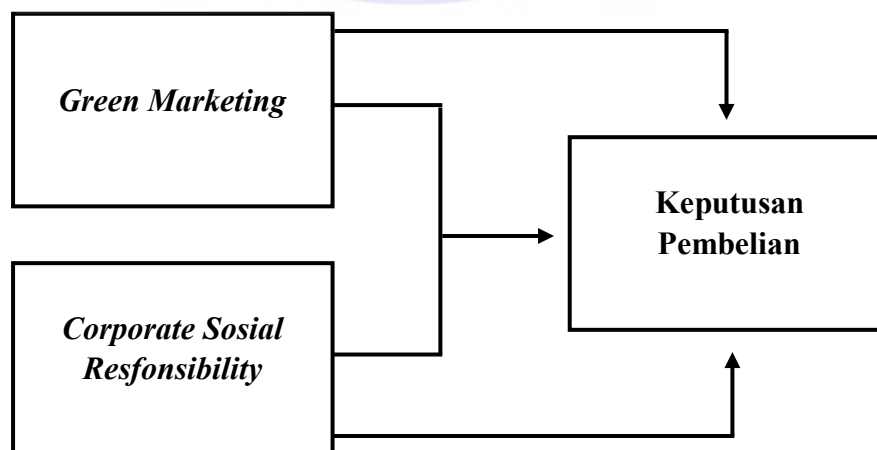 Green Marketing
Keputusan
Pembelian
Corporate Sosial
Resfonsibility